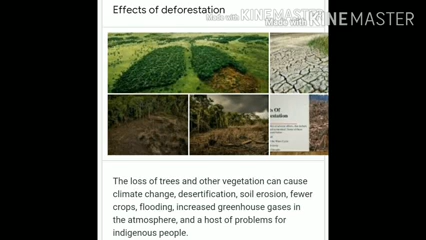 Effects of deforestation
Made with KINEMASTER
Made with KINEMASTER
s Of
estation
The loss of trees and other vegetation can cause
climate change, desertification, soil erosion, fewer
crops, flooding, increased greenhouse gases in
the atmosphere, and a host of problems for
indigenous people.